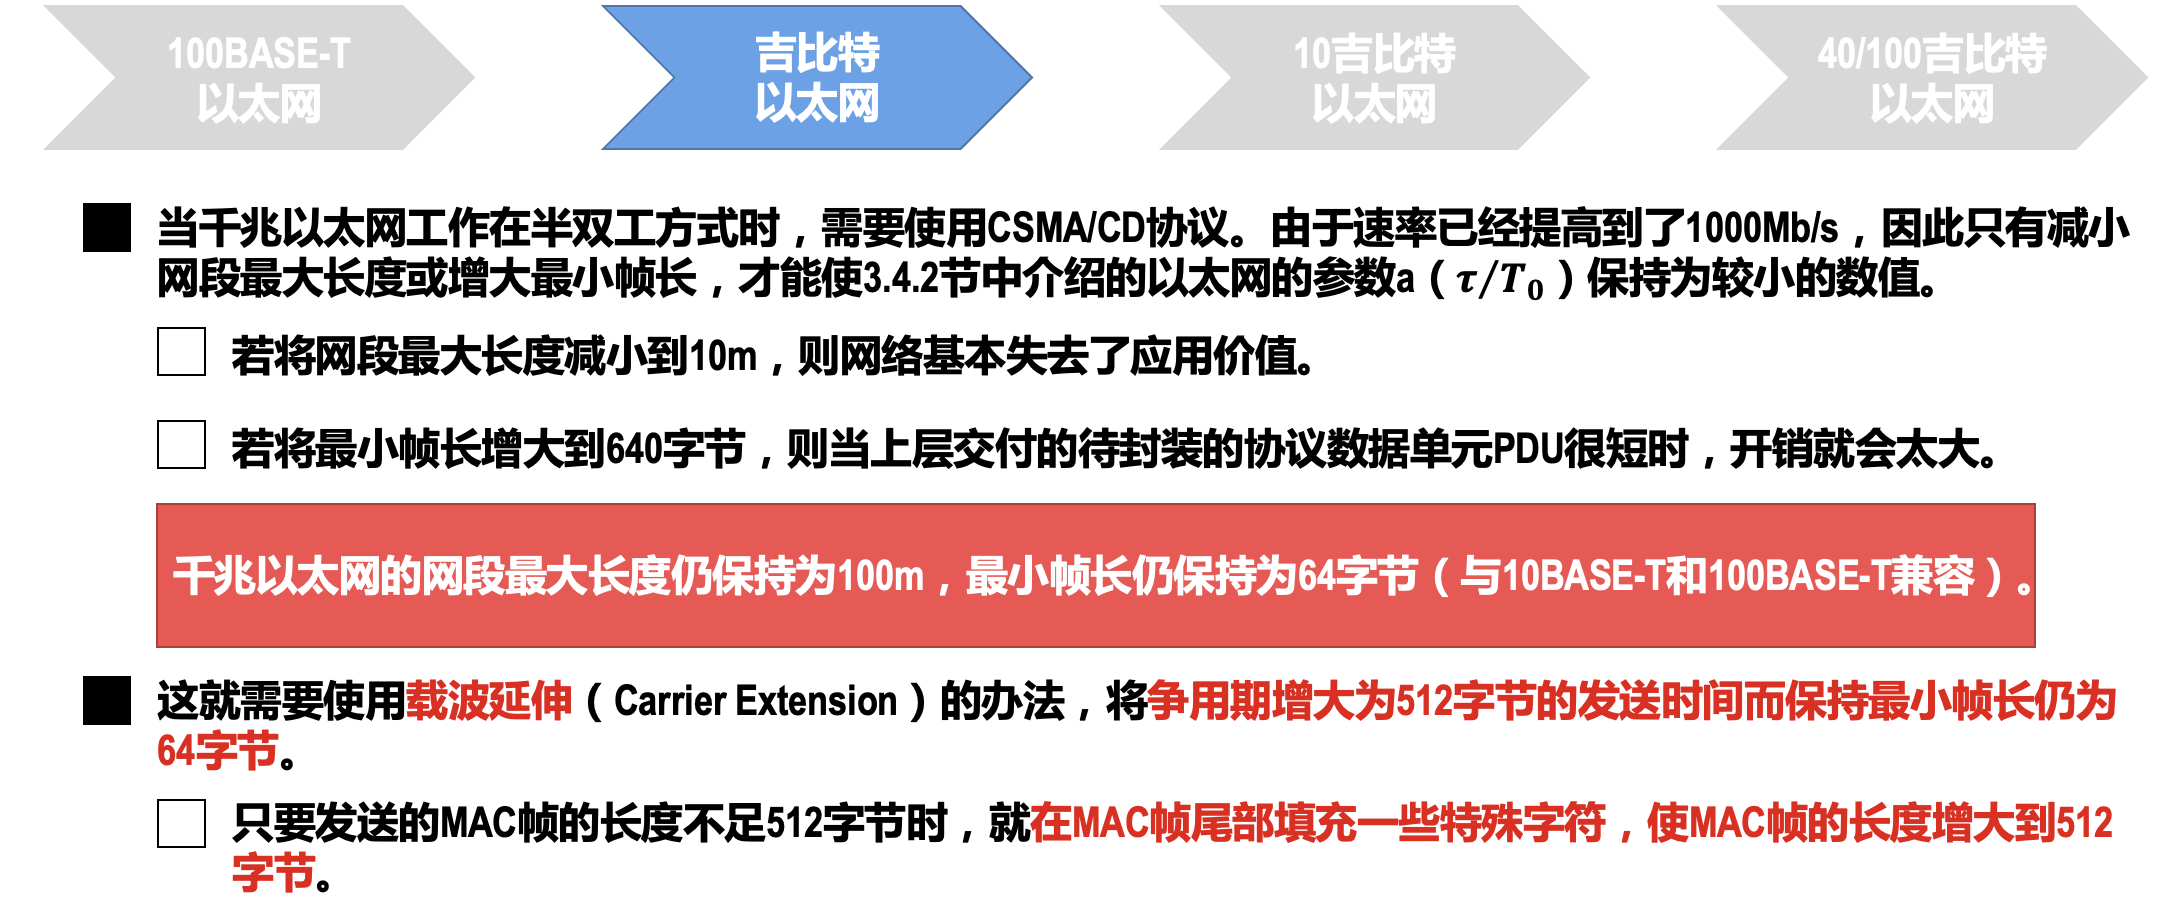 100BASE-T
以太网
吉比特
以太网
10吉比特
以太网
40/100吉比特
以太网
当千兆以太网工作在半双工方式时，需要使用CSMA/CD协议。由于速率已经提高到了1000Mb/s，因此只有减小
网段最大长度或增大最小帧长，才能使3.4.2节中介绍的以太网的参数a（τ/T₀）保持为较小的数值。
若将网段最大长度减小到10m，则网络基本失去了应用价值。
若将最小帧长增大到640字节，则当上层交付的待封装的协议数据单元PDU很短时，开销就会太大。
千兆以太网的网段最大长度仍保持为100m，最小帧长仍保持为64字节（与10BASE-T和100BASE-T兼容）。
这就需要使用载波延伸（Carrier Extension）的办法，将争用期增大为512字节的发送时间而保持最小帧长仍为
64字节。
只要发送的MAC帧的长度不足512字节时，就在MAC帧尾部填充一些特殊字符，使MAC帧的长度增大到512
字节。